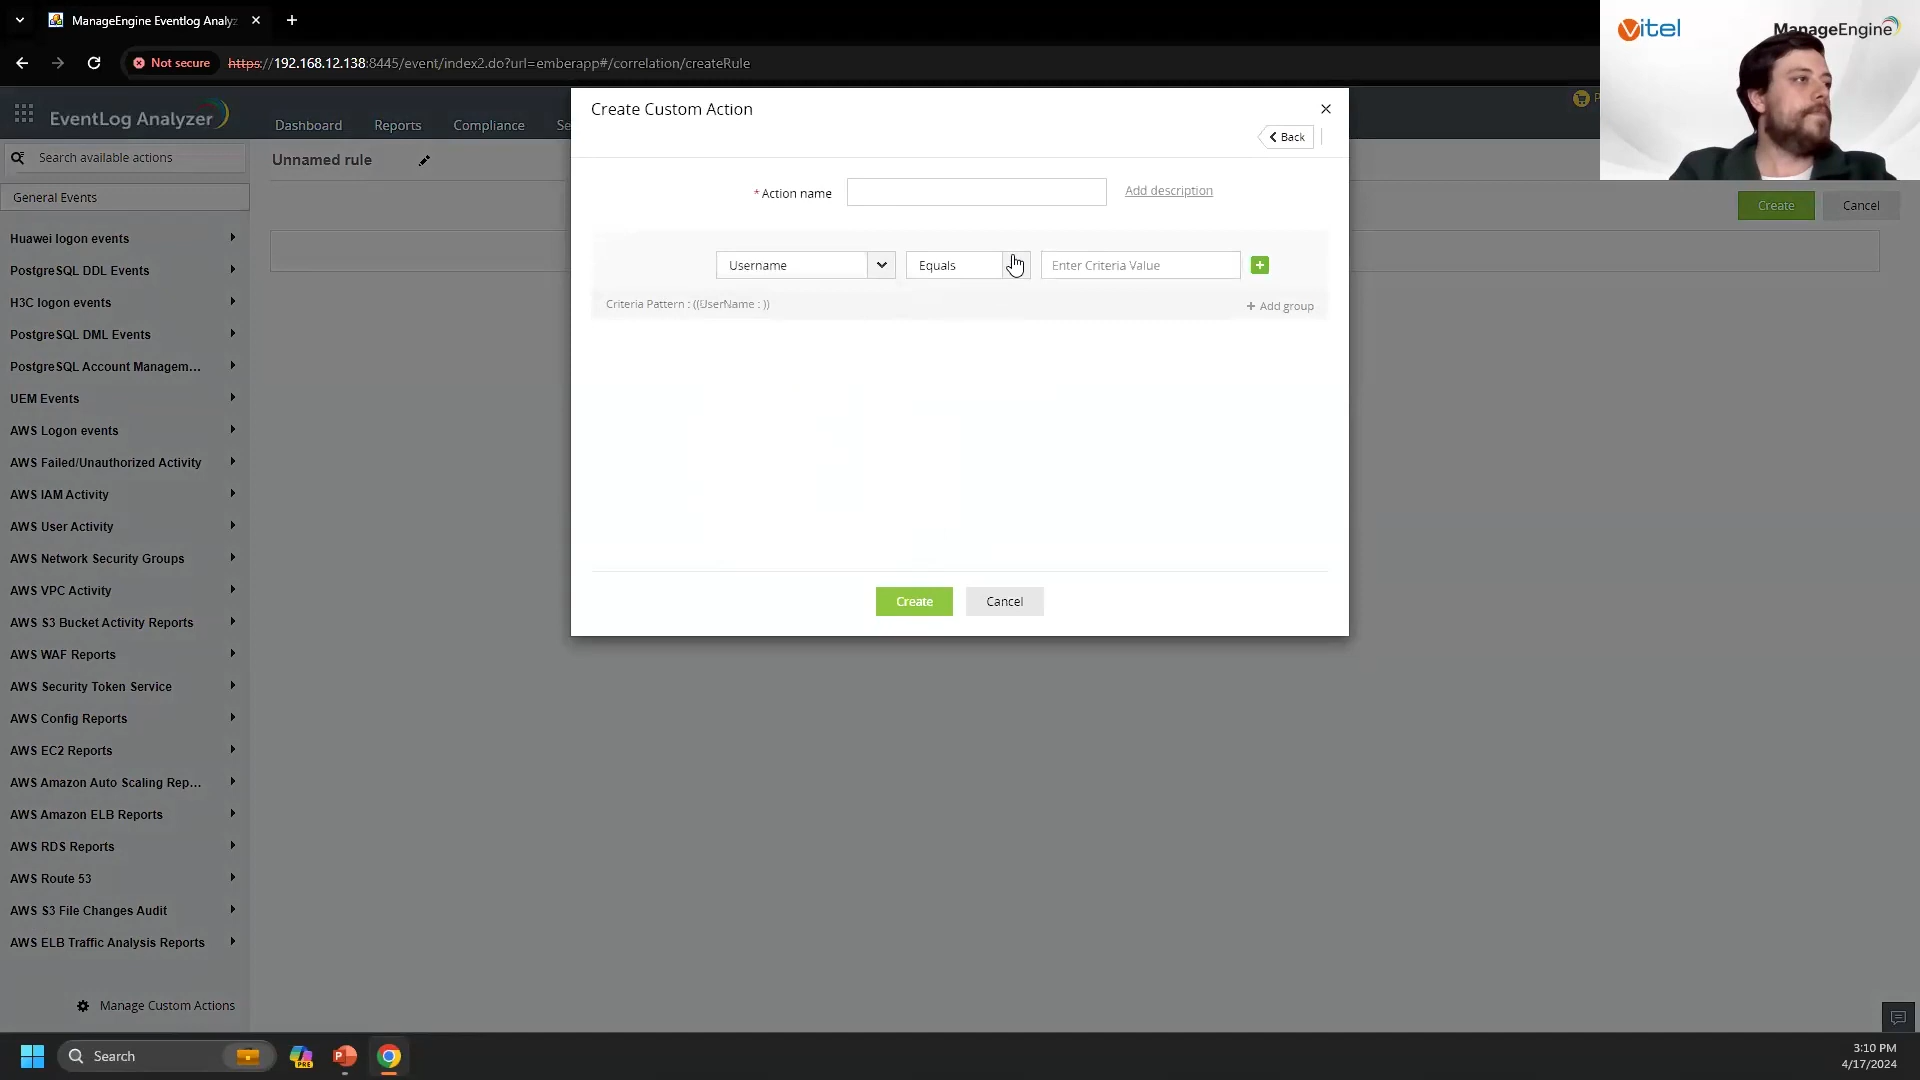 ManageEngine Eventlog Analyz
Not secure
https://192.168.12.138:8445/event/index2.do?url=emberapp#/correlation/createRule
Vitel
ManageEngine
EventLog Analyzer
Dashboard
Reports
Compliance
Se
P
Search available actions
General Events
Huawei logon events
PostgreSQL DDL Events
H3C logon events
PostgreSQL DML Events
PostgreSQL Account Managem...
UEM Events
AWS Logon events
AWS Failed/Unauthorized Activity
AWS IAM Activity
AWS User Activity
AWS Network Security Groups
AWS VPC Activity
AWS S3 Bucket Activity Reports
AWS WAF Reports
AWS Security Token Service
AWS Config Reports
AWS EC2 Reports
AWS Amazon Auto Scaling Rep...
AWS Amazon ELB Reports
AWS RDS Reports
AWS Route 53
AWS S3 File Changes Audit
AWS ELB Traffic Analysis Reports
Manage Custom Actions
Unnamed rule
Create
Cancel
Create Custom Action
Back
* Action name
Add description
Username
Equals
Enter Criteria Value
Criteria Pattern : ((UserName : ))
+ Add group
Create
Cancel
Search
PRE
3:10 PM
4/17/2024